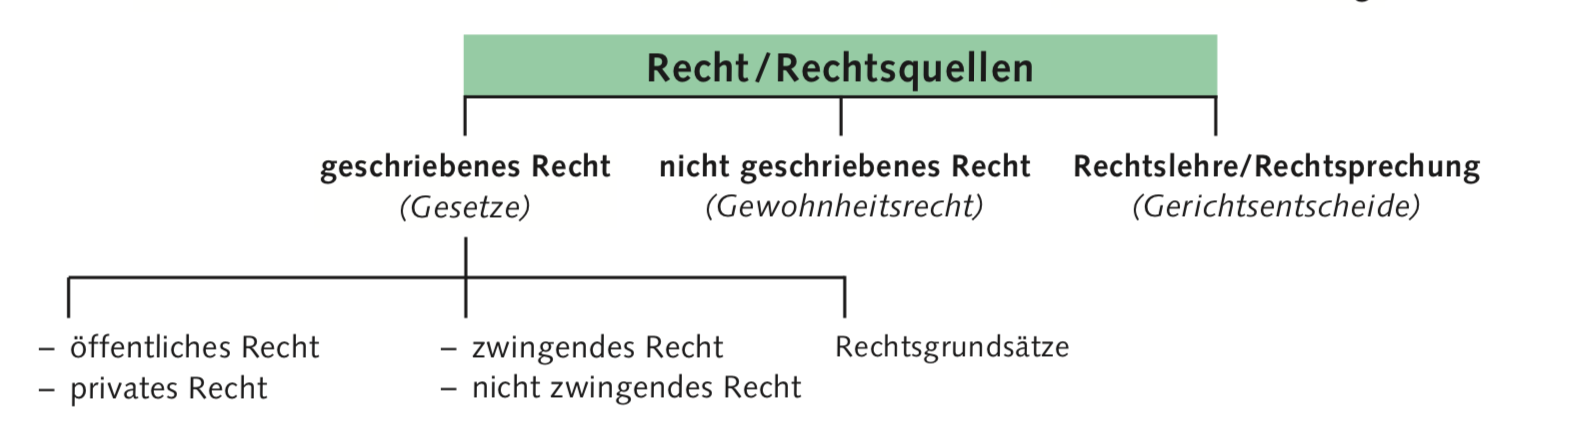 Recht/Rechtsquellen
geschriebenes Recht
(Gesetze)
nicht geschriebenes Recht
(Gewohnheitsrecht)
Rechtslehre/Rechtsprechung
(Gerichtsentscheide)
– öffentliches Recht
– privates Recht
– zwingendes Recht
– nicht zwingendes Recht
Rechtsgrundsätze